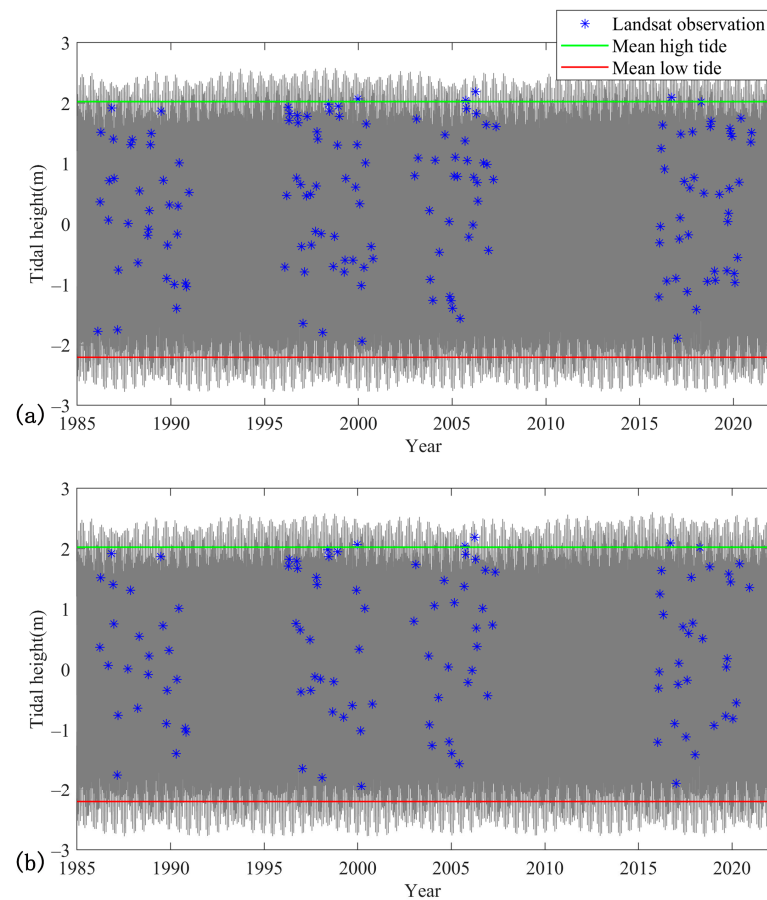 Landsat observation
Mean high tide
Mean low tide
3
2
1
0
−1
−2
−3
Tidal height(m)
(a)
1985 1990 1995 2000 2005 2010 2015 2020
Year
3
2
1
0
−1
−2
−3
Tidal height(m)
(b)
1985 1990 1995 2000 2005 2010 2015 2020
Year